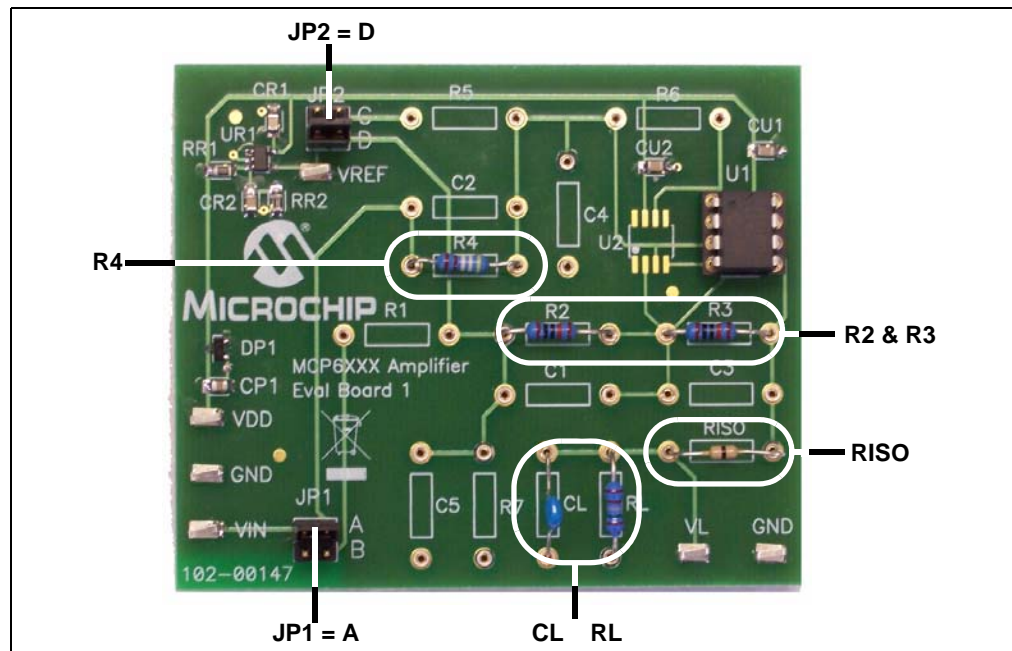 JP2 = D
CR1
JP2
C
R5
R6
UR1
D
CU1
RR1
CU2
U1
VREF
C2
CR2
RR2
C4
U2
R4
R4
MICROCHIP
®
R1
R2
R3
R2 & R3
DP1
MCP6XXX Amplifier
Eval Board 1
C1
C3
CP1
VDD
RISO
RISO
GND
JP1
C5
R7
CL
RL
VIN
A
B
VL
GND
102-00147
JP1 = A
CL RL